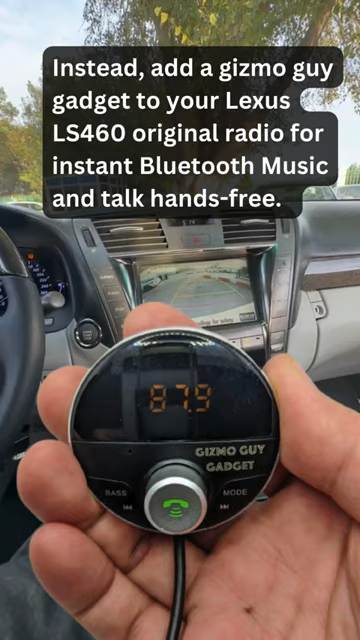 Instead, add a gizmo guy
gadget to your Lexus
LS460 original radio for
instant Bluetooth Music
and talk hands-free.
87.9
GIZMO GUY
GADGET
BASS
MODE